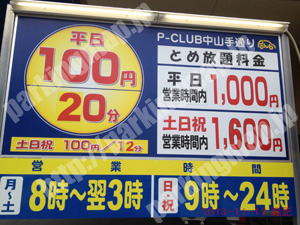 P-CLUB中山手通り
平日
100円
20分
土日祝 100円/12分
とめ放題料金
平日
営業時間内
1,000円
土日祝
営業時間内
1,600円
営業時間
月~土
8時~翌3時
日・祝
9時~24時